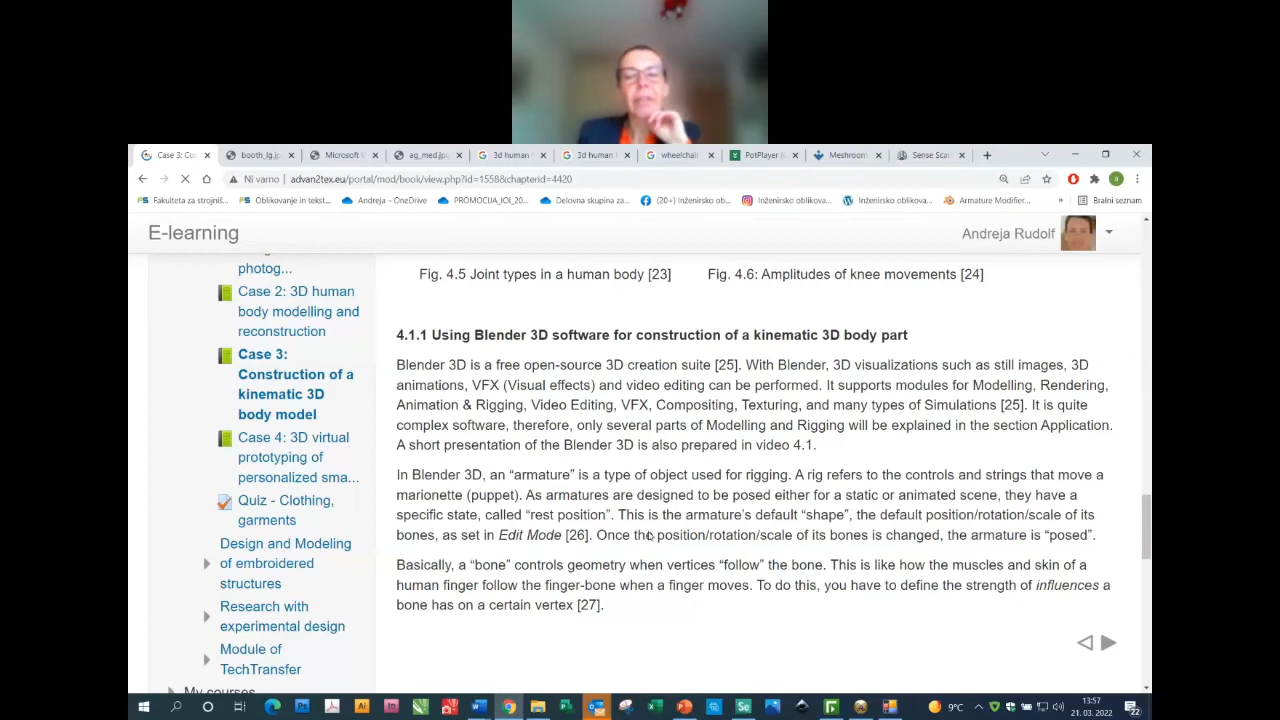 Case 3: Co
booth_lg.jp
Microsoft
ag_med.jpg
3d human
3d human
wheelchair
PotPlayer (
Meshroom
Sense Sca
Ni varno
advan2tex.eu/portal/mod/book/view.php?id=1558&chapterid=4420
Fakulteta za strojniš...
Oblikovanje in tekst...
Andreja – OneDrive
PROMOCIJA_IOI_20...
Delovna skupina za...
(20+) Inženirsko ob...
Inženirsko oblikova...
Inženirsko oblikova...
Armature Modifier...
»
Bralni seznam
E-learning
Andreja Rudolf
photog...
Case 2: 3D human
body modelling and
reconstruction
Case 3:
Construction of a
kinematic 3D
body model
Case 4: 3D virtual
prototyping of
personalized sma...
Quiz - Clothing,
garments
Design and Modeling
of embroidered
structures
Research with
experimental design
Module of
TechTransfer
My courses
Fig. 4.5 Joint types in a human body [23]
Fig. 4.6: Amplitudes of knee movements [24]
4.1.1 Using Blender 3D software for construction of a kinematic 3D body part
Blender 3D is a free open-source 3D creation suite [25]. With Blender, 3D visualizations such as still images, 3D
animations, VFX (Visual effects) and video editing can be performed. It supports modules for Modelling, Rendering,
Animation & Rigging, Video Editing, VFX, Compositing, Texturing, and many types of Simulations [25]. It is quite
complex software, therefore, only several parts of Modelling and Rigging will be explained in the section Application.
A short presentation of the Blender 3D is also prepared in video 4.1.
In Blender 3D, an “armature” is a type of object used for rigging. A rig refers to the controls and strings that move a
marionette (puppet). As armatures are designed to be posed either for a static or animated scene, they have a
specific state, called “rest position”. This is the armature’s default “shape”, the default position/rotation/scale of its
bones, as set in Edit Mode [26]. Once the position/rotation/scale of its bones is changed, the armature is “posed”.
Basically, a “bone” controls geometry when vertices “follow” the bone. This is like how the muscles and skin of a
human finger follow the finger-bone when a finger moves. To do this, you have to define the strength of influences a
bone has on a certain vertex [27].
9°C
13:57
21. 03. 2022
22